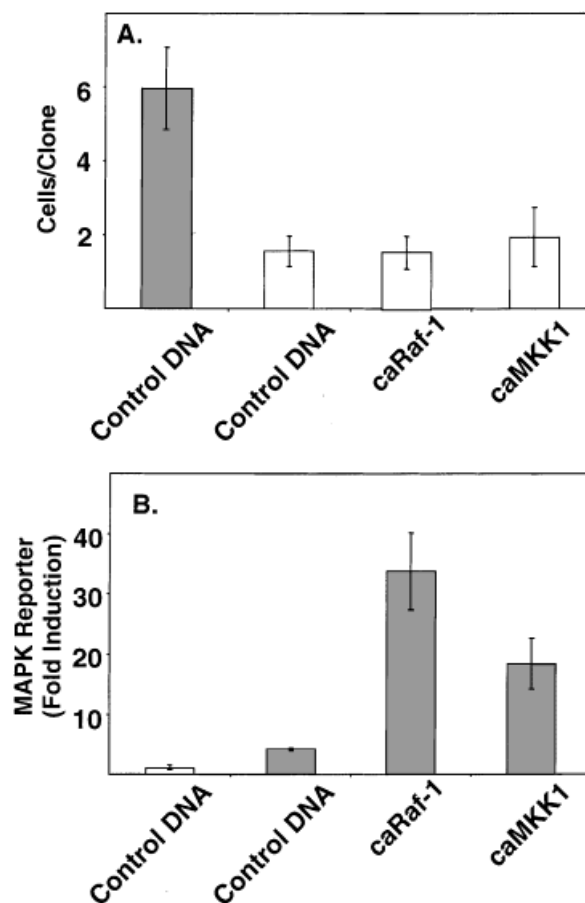 A.
Cells/Clone
6
4
2
Control DNA
Control DNA
caRaf-1
caMKK1
B.
MAPK Reporter
(Fold Induction)
40
30
20
10
Control DNA
Control DNA
caRaf-1
caMKK1